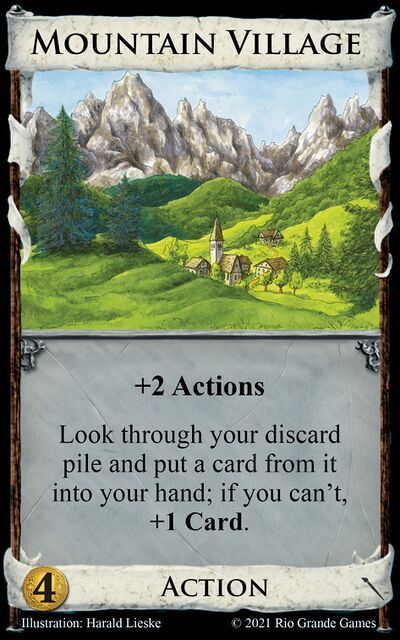 MOUNTAIN VILLAGE
+2 Actions
Look through your discard
pile and put a card from it
into your hand; if you can't,
+1 Card.
4
ACTION
Illustration: Harald Lieske © 2021 Rio Grande Games